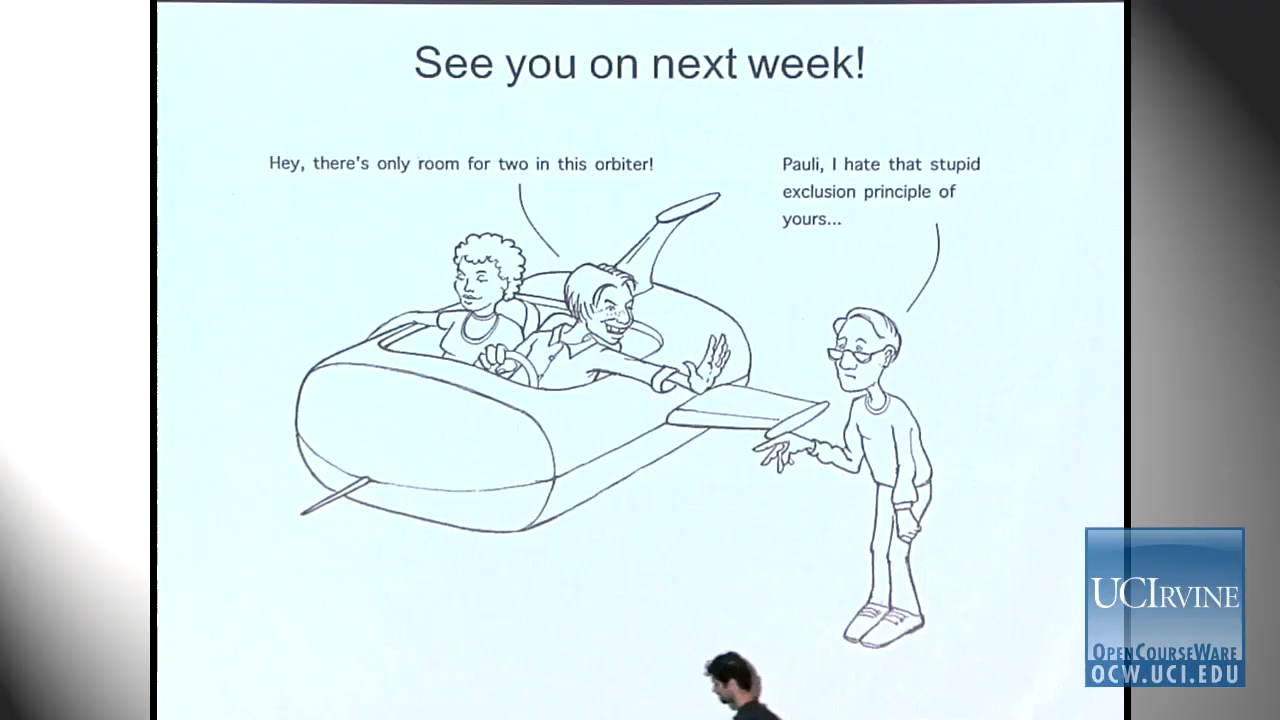 See you on next week!
Hey, there's only room for two in this orbiter!
Pauli, I hate that stupid
exclusion principle of
yours...
UCIRVINE
OPENCOURSEWARE
OCW.UCI.EDU